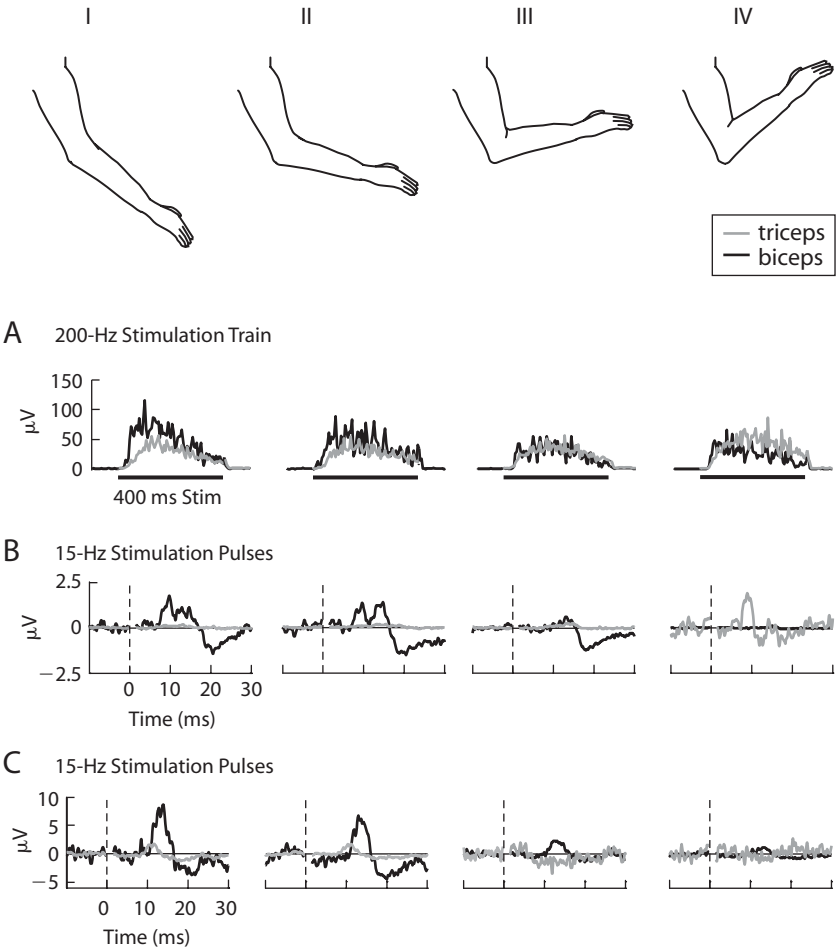 I II III IV
triceps
biceps
A 200-Hz Stimulation Train
150
100
50
0
μV
400 ms Stim
B 15-Hz Stimulation Pulses
2.5
0
−2.5
μV
0 10 20 30
Time (ms)
C 15-Hz Stimulation Pulses
10
5
0
−5
μV
0 10 20 30
Time (ms)